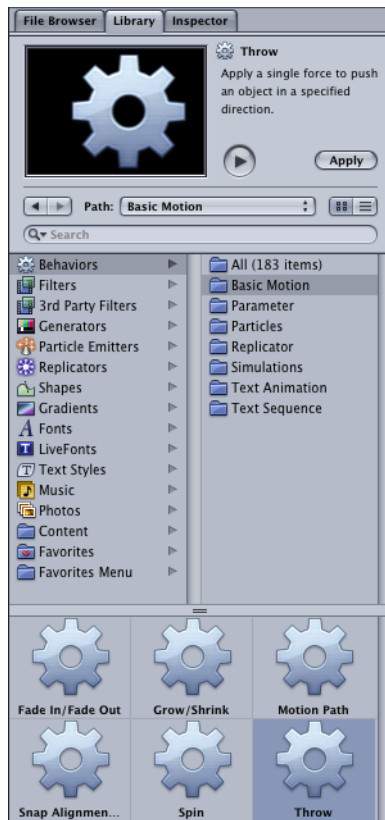 File Browser Library Inspector
Throw
Apply a single force to push
an object in a specified
direction.
Apply
Path: Basic Motion
Search
Behaviors
Filters
3rd Party Filters
Generators
Particle Emitters
Replicators
Shapes
Gradients
Fonts
LiveFonts
Text Styles
Music
Photos
Content
Favorites
Favorites Menu
All (183 items)
Basic Motion
Parameter
Particles
Replicator
Simulations
Text Animation
Text Sequence
Fade In/Fade Out Grow/Shrink Motion Path
Snap Alignmen... Spin Throw